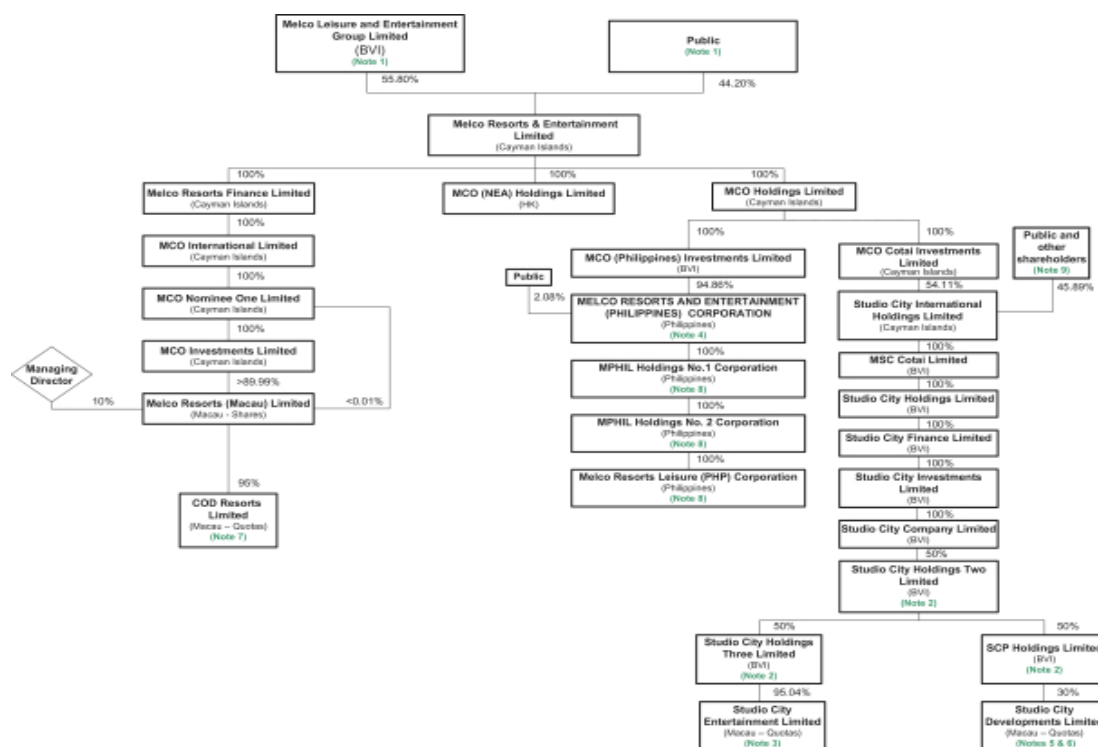 Melco Leisure and Entertainment
Group Limited
(BVI)
(Note 1)
Public
(Note 1)
55.80%
44.20%
Melco Resorts & Entertainment
Limited
(Cayman Islands)
100%
100%
100%
Melco Resorts Finance Limited
(Cayman Islands)
MCO (NEA) Holdings Limited
(HK)
MCO Holdings Limited
(Cayman Islands)
100%
MCO International Limited
(Cayman Islands)
100%
MCO Nominee One Limited
(Cayman Islands)
100%
MCO Investments Limited
(Cayman Islands)
>89.99%
Managing
Director
10%
Melco Resorts (Macau) Limited
(Macau - Shares)
<0.01%
95%
COD Resorts
Limited
(Macau – Quotas)
(Note 7)
100%
MCO (Philippines) Investments Limited
(BVI)
94.86%
Public
2.08%
MELCO RESORTS AND ENTERTAINMENT
(PHILIPPINES) CORPORATION
(Philippines)
(Note 4)
100%
MPHIL Holdings No.1 Corporation
(Philippines)
(Note 8)
100%
MPHIL Holdings No. 2 Corporation
(Philippines)
(Note 8)
100%
Melco Resorts Leisure (PHP) Corporation
(Philippines)
(Note 8)
100%
MCO Cotai Investments
Limited
(Cayman Islands)
54.11%
Public and
other
shareholders
(Note 9)
45.89%
Studio City International
Holdings Limited
(Cayman Islands)
100%
MSC Cotai Limited
(BVI)
100%
Studio City Holdings Limited
(BVI)
100%
Studio City Finance Limited
(BVI)
100%
Studio City Investments
Limited
(BVI)
100%
Studio City Company Limited
(BVI)
50%
Studio City Holdings Two
Limited
(BVI)
(Note 2)
50%
Studio City Holdings
Three Limited
(BVI)
(Note 2)
95.04%
Studio City
Entertainment Limited
(Macau – Quotas)
(Note 3)
50%
SCP Holdings Limited
(BVI)
(Note 2)
30%
Studio City
Developments Limited
(Macau – Quotas)
(Notes 5 & 6)